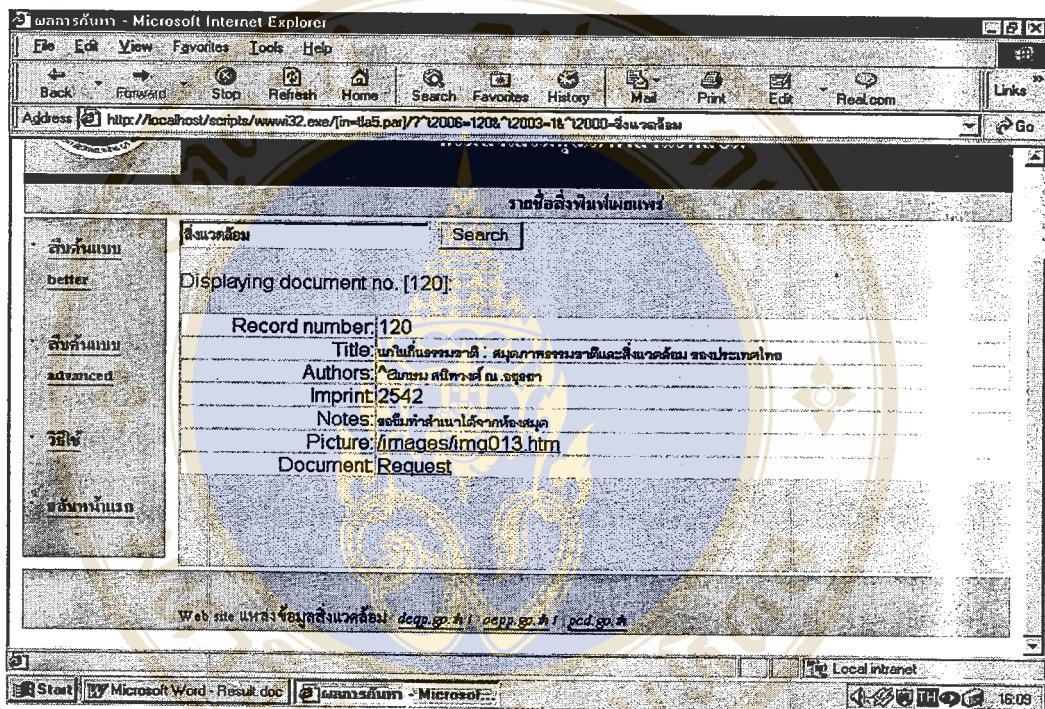 ผลการค้นหา - Microsoft Internet Explorer
File Edit View Favorites Tools Help
Back Forward Stop Refresh Home Search Favorites History Mail Print Edit Real.com Links »
Address http://localhost/scripts/wwwi32.exe/[in=tla5.par]/?^t2006=120&^t2003=1&^t2000=สิ่งแวดล้อม Go
รายชื่อสิ่งพิมพ์เผยแพร่
สิ่งแวดล้อม Search
สืบค้นแบบ
better
Displaying document no. [120]:
Record number: 120
สืบค้นแบบ
advanced
Title: นกในเกี่นธรรมชาติ : สมุดภาพธรรมชาติและสิ่งแวดล้อม ของประเทศไทย
Authors: ^aเกษม สนิทวงศ์ ณ.อยุธยา
Imprint: 2542
Notes: ขอยืมทำสำเนาได้จากห้องสมุด
วิธีใช้
Picture: /images/img013.htm
Document: Request
กลับหน้าแรก
Web site แหล่งข้อมูลสิ่งแวดล้อม deqp.go.th | oepp.go.th | pcd.go.th
Local intranet
Start Microsoft Word - Result.doc ผลการค้นหา - Microsof... TH 16:09